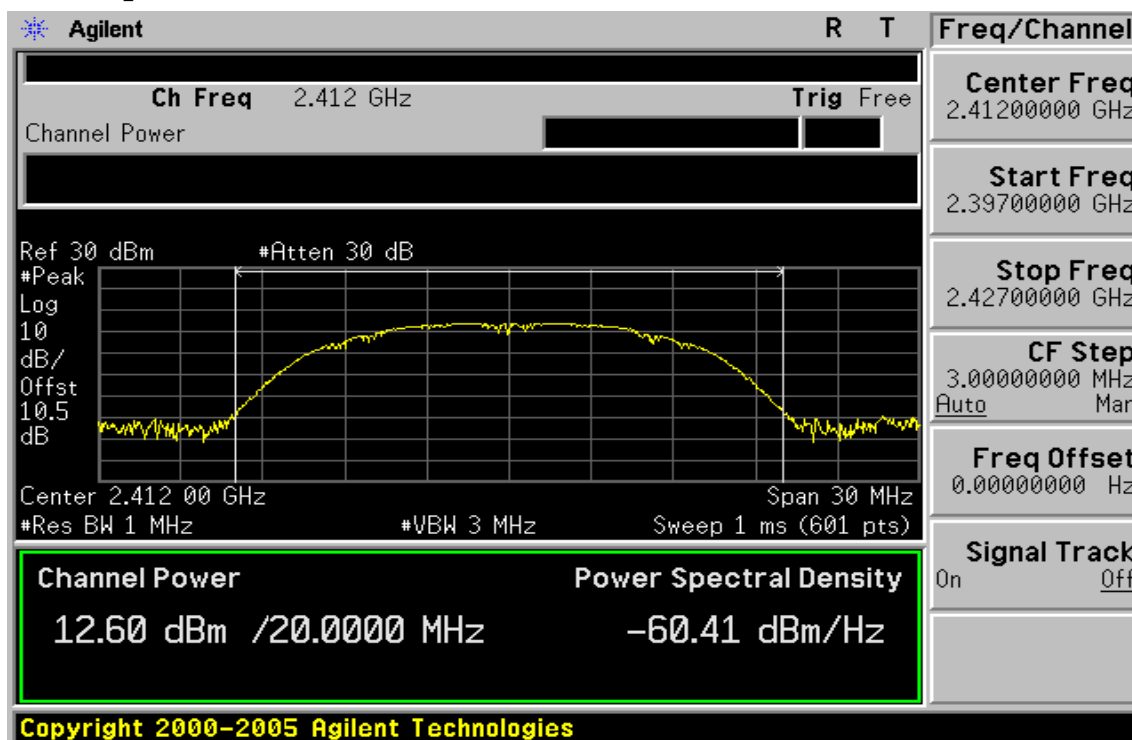 Agilent R T
Ch Freq 2.412 GHz Trig Free
Channel Power
Ref 30 dBm #Atten 30 dB
#Peak
Log
10
dB/
Offst
10.5
dB
Center 2.412 00 GHz Span 30 MHz
#Res BW 1 MHz #VBW 3 MHz Sweep 1 ms (601 pts)
Channel Power Power Spectral Density
12.60 dBm /20.0000 MHz -60.41 dBm/Hz
Copyright 2000-2005 Agilent Technologies
Freq/Channel
Center Freq
2.41200000 GHz
Start Freq
2.39700000 GHz
Stop Freq
2.42700000 GHz
CF Step
3.00000000 MHz
Auto Man
Freq Offset
0.00000000 Hz
Signal Track
On Off